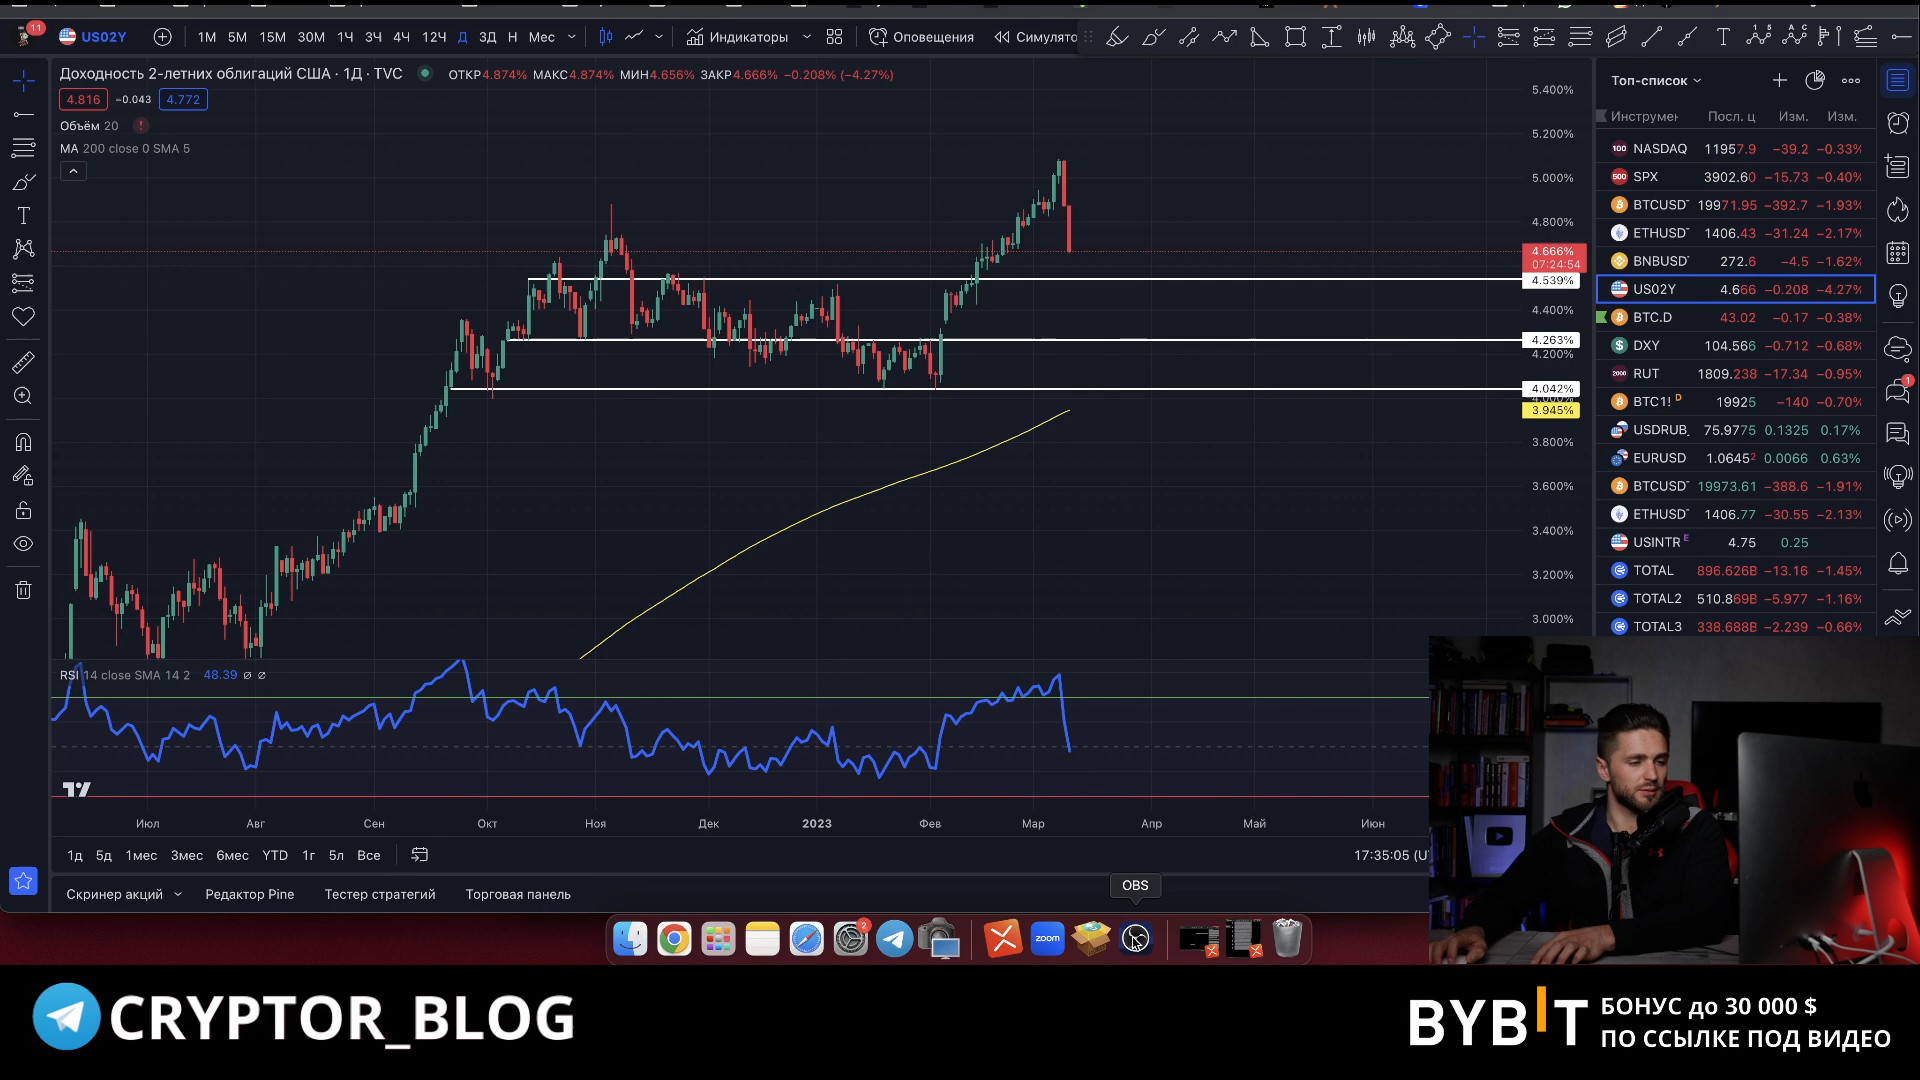 11 US02Y 1М 5М 15М 30М 1Ч 3Ч 4Ч 12Ч Д 3Д Н Мес Индикаторы Оповещения Симулято
Доходность 2-летних облигаций США · 1Д · TVC ОТКР4.874% МАКС4.874% МИН4.656% ЗАКР4.666% −0.208% (−4.27%)
4.816 −0.043 4.772
Объём 20
MA 200 close 0 SMA 5
5.400%
5.200%
5.000%
4.800%
4.666%
07:24:54
4.539%
4.400%
4.263%
4.200%
4.042%
4.000%
3.945%
3.800%
3.600%
3.400%
3.200%
3.000%
RSI 14 close SMA 14 2 48.39 ∅ ∅
Июл Авг Сен Окт Ноя Дек 2023 Фев Мар Апр Май Июн
1д 5д 1мес 3мес 6мес YTD 1г 5л Все 17:35:05 (U
Скринер акций Редактор Pine Тестер стратегий Торговая панель
Топ-список
Инструмен Посл. ц Изм. Изм.
100 NASDAQ 11957.9 −39.2 −0.33%
500 SPX 3902.60 −15.73 −0.40%
BTCUSD 19971.95 −392.7 −1.93%
ETHUSD 1406.43 −31.24 −2.17%
BNBUSD 272.6 −4.5 −1.62%
US02Y 4.666 −0.208 −4.27%
BTC.D 43.02 −0.17 −0.38%
DXY 104.566 −0.712 −0.68%
2000 RUT 1809.238 −17.34 −0.95%
BTC1! D 19925 −140 −0.70%
USDRUB_ 75.9775 0.1325 0.17%
EURUSD 1.06452 0.0066 0.63%
BTCUSD 19973.61 −388.6 −1.91%
ETHUSD 1406.77 −30.55 −2.13%
USINTR E 4.75 0.25
TOTAL 896.626B −13.16 −1.45%
TOTAL2 510.869B −5.977 −1.16%
TOTAL3 338.688B −2.239 −0.66%
1
OBS
2
zoom
CRYPTOR_BLOG
BYBIT
БОНУС до 30 000 $
ПО ССЫЛКЕ ПОД ВИДЕО